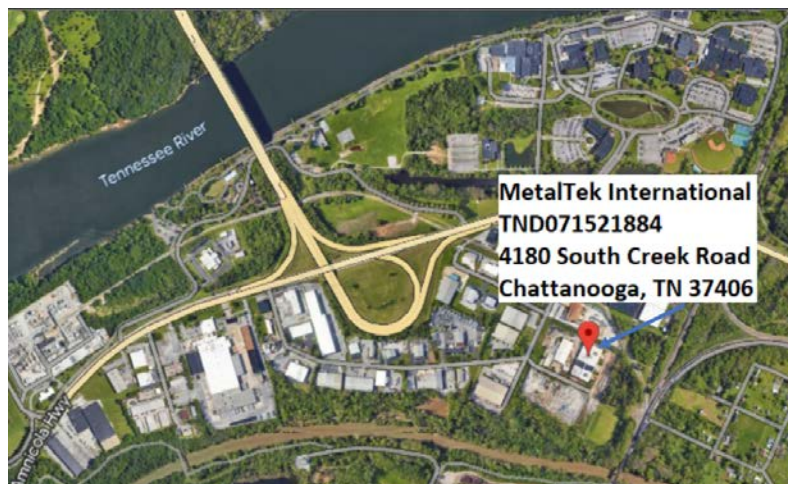 Tennessee River
MetalTek International
TND071521884
4180 South Creek Road
Chattanooga, TN 37406
Amnicola Hwy